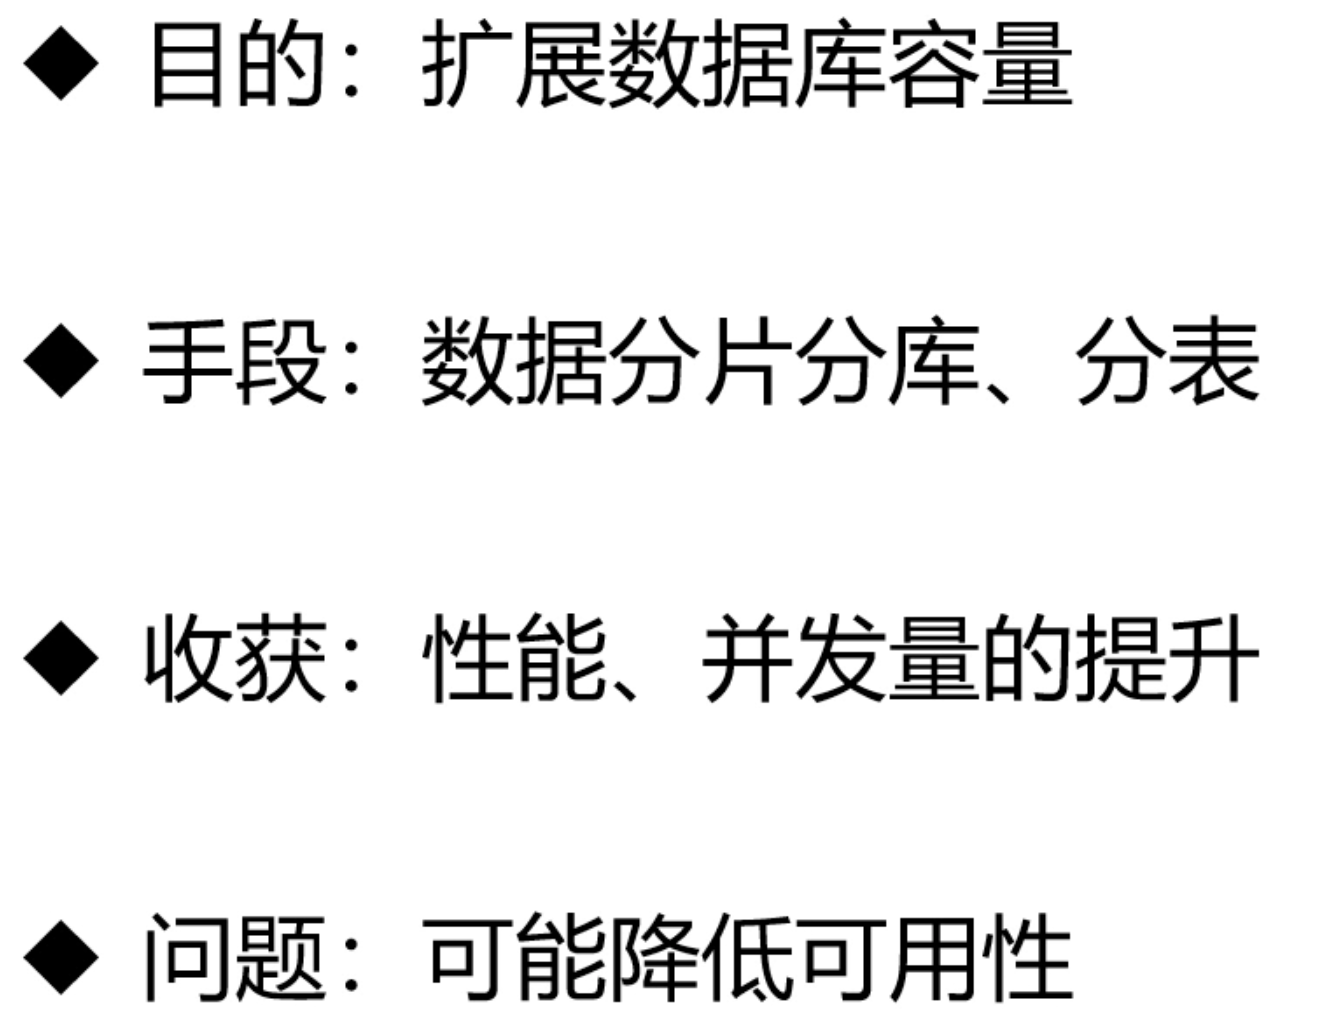 ◆ 目的：扩展数据库容量
◆ 手段：数据分片分库、分表
◆ 收获：性能、并发量的提升
◆ 问题：可能降低可用性